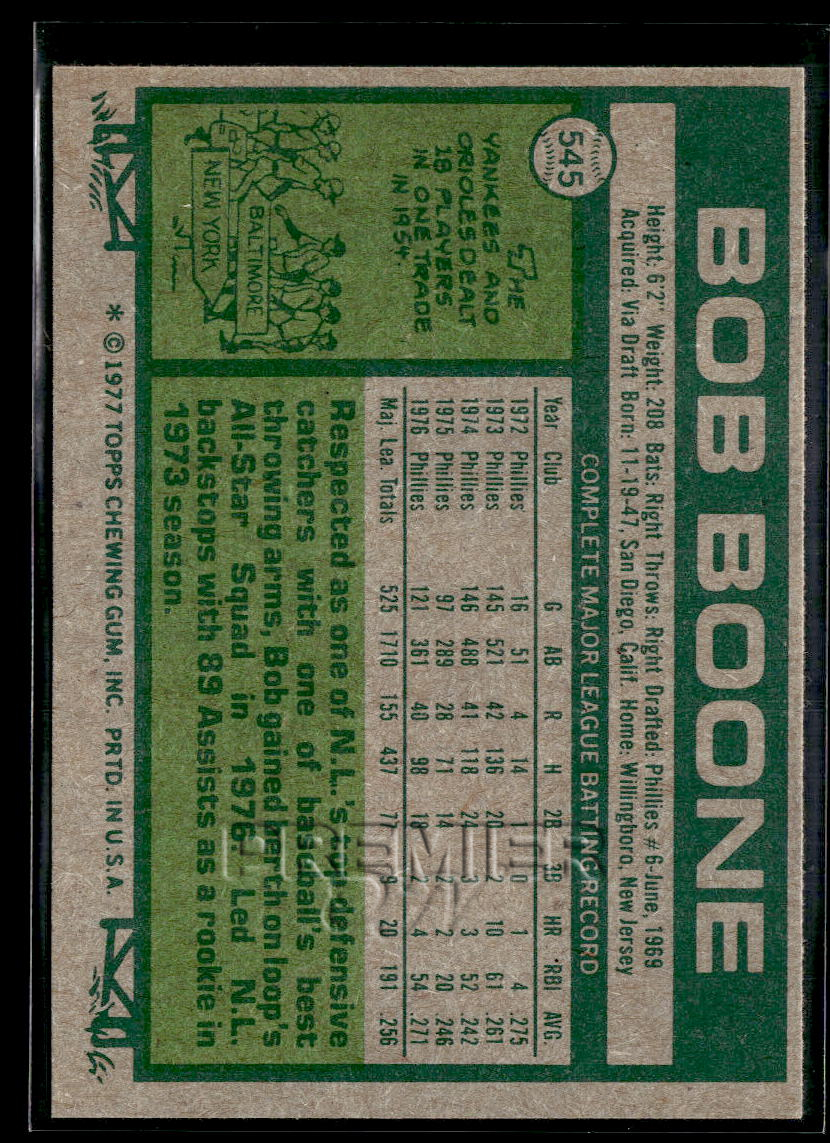 545
BOB BOONE
Height: 6'2" Weight: 208 Bats: Right Throws: Right Drafted: Phillies #6-June, 1969
Acquired: Via Draft Born: 11-19-47, San Diego, Calif. Home: Willingboro, New Jersey
THE
YANKEES AND
ORIOLES DEALT
18 PLAYERS
IN ONE TRADE
IN 1954.
BALTIMORE
NEW YORK
COMPLETE MAJOR LEAGUE BATTING RECORD
Year Club G AB R H 2B 3B HR RBI AVG.
1972 Phillies 16 51 4 14 1 0 1 4 .275
1973 Phillies 145 521 42 136 20 2 10 61 .261
1974 Phillies 146 488 41 118 24 3 3 52 .242
1975 Phillies 97 289 28 71 14 2 2 20 .246
1976 Phillies 121 361 40 98 18 2 4 54 .271
Maj. Lea. Totals 525 1710 155 437 77 9 20 191 .256
Respected as one of N.L.'s top defensive
catchers with one of baseball's best
throwing arms, Bob gained berth on loop's
All-Star Squad in 1976. Led N.L.
backstops with 89 Assists as a rookie in
1973 season.
* © 1977 TOPPS CHEWING GUM, INC. PRTD. IN U.S.A.
PREMIER